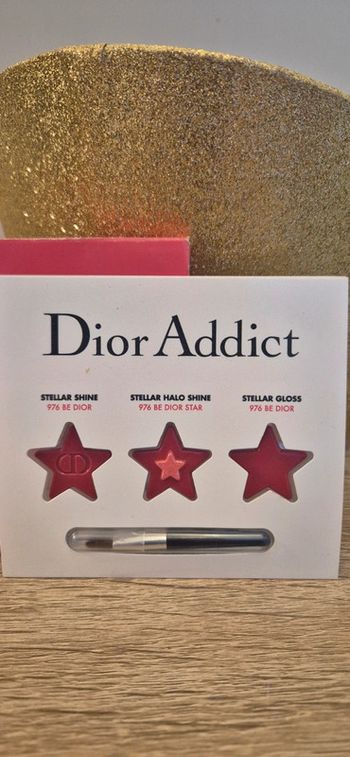 Dior Addict
STELLAR SHINE
976 BE DIOR
STELLAR HALO SHINE
976 BE DIOR STAR
STELLAR GLOSS
976 BE DIOR
CD